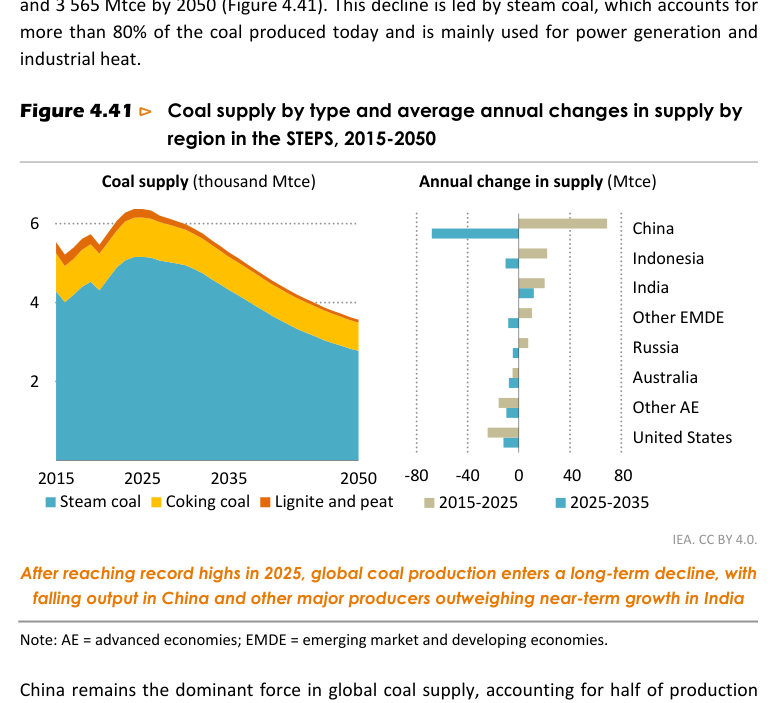 and 3 565 Mtce by 2050 (Figure 4.41). This decline is led by steam coal, which accounts for
more than 80% of the coal produced today and is mainly used for power generation and
industrial heat.
Figure 4.41 ▻ Coal supply by type and average annual changes in supply by
region in the STEPS, 2015-2050
Coal supply (thousand Mtce)
6
4
2
2015 2025 2035 2050
Steam coal Coking coal Lignite and peat
Annual change in supply (Mtce)
China
Indonesia
India
Other EMDE
Russia
Australia
Other AE
United States
-80 -40 0 40 80
2015-2025 2025-2035
IEA. CC BY 4.0.
After reaching record highs in 2025, global coal production enters a long-term decline, with
falling output in China and other major producers outweighing near-term growth in India
Note: AE = advanced economies; EMDE = emerging market and developing economies.
China remains the dominant force in global coal supply, accounting for half of production